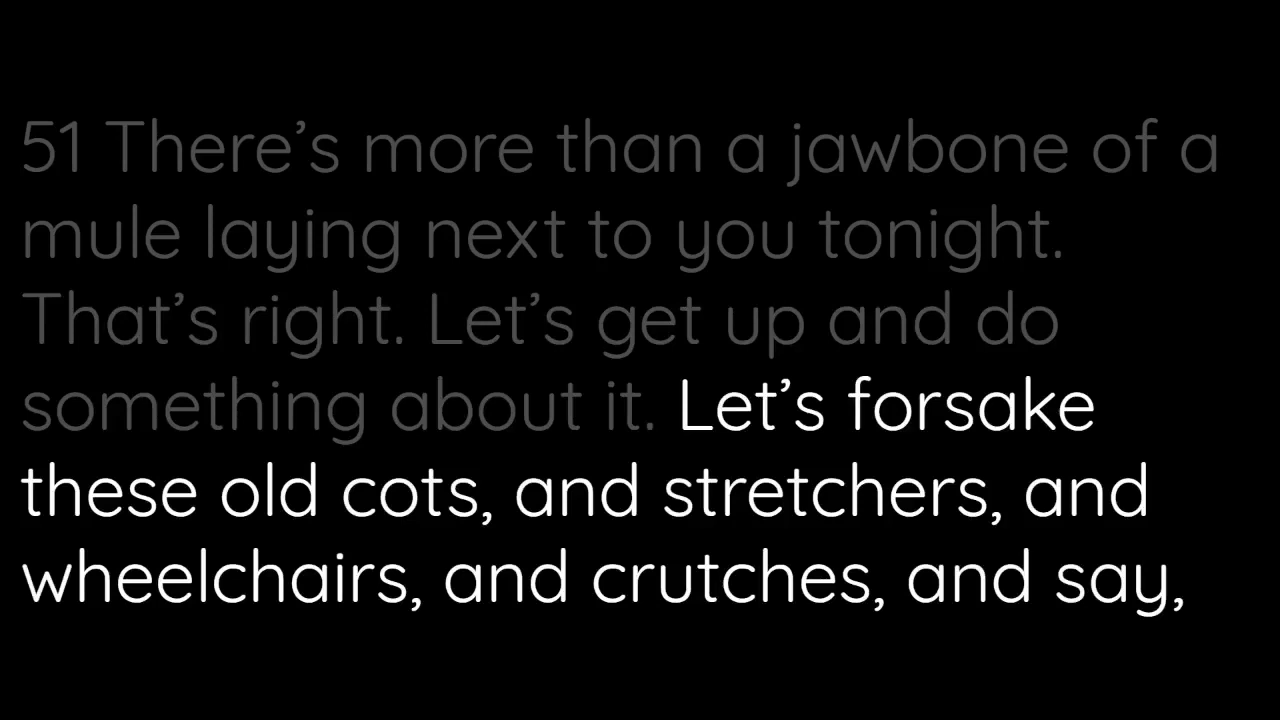 51 There’s more than a jawbone of a
mule laying next to you tonight.
That’s right. Let’s get up and do
something about it. Let’s forsake
these old cots, and stretchers, and
wheelchairs, and crutches, and say,